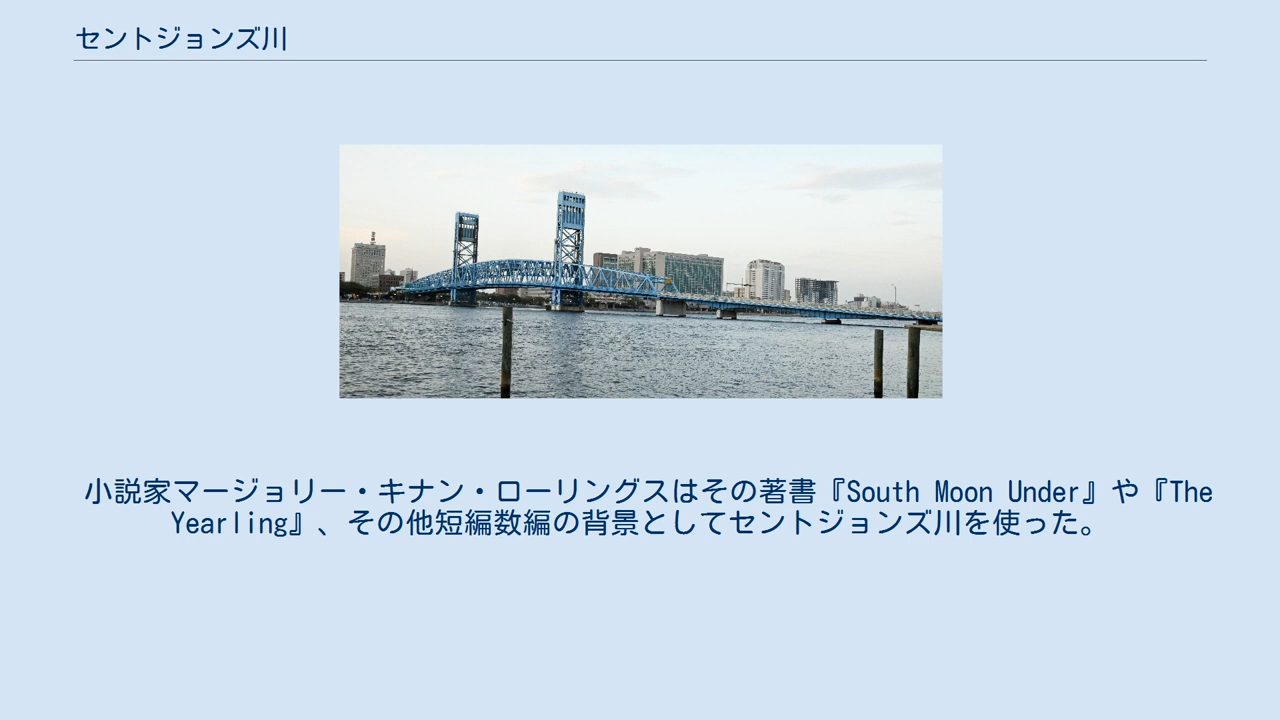 セントジョンズ川
小説家マージョリー・キナン・ローリングスはその著書『South Moon Under』や『The
Yearling』、その他短編数編の背景としてセントジョンズ川を使った。